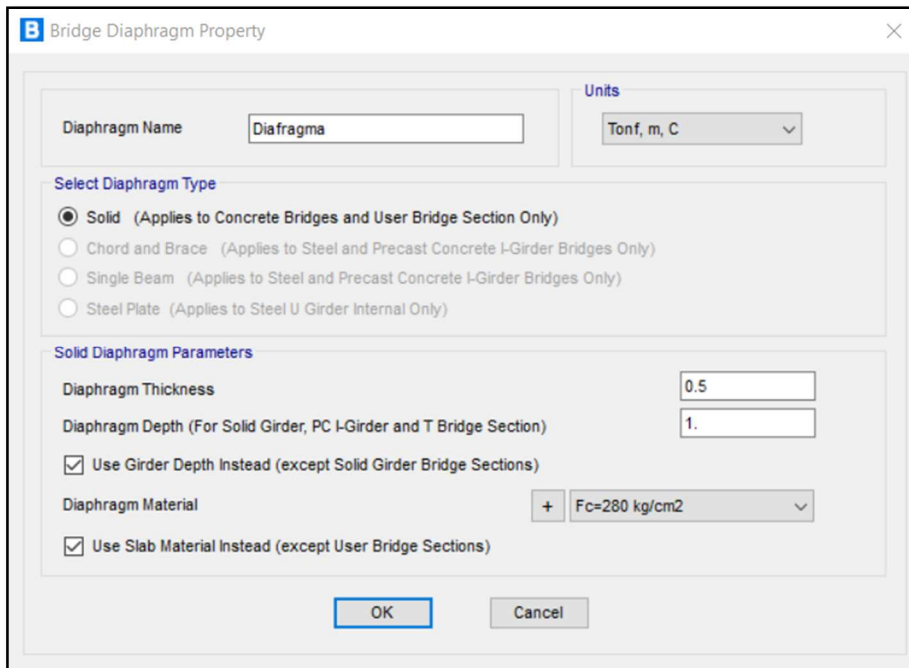 B Bridge Diaphragm Property
Units
Diaphragm Name Diafragma Tonf, m, C
Select Diaphragm Type
Solid (Applies to Concrete Bridges and User Bridge Section Only)
Chord and Brace (Applies to Steel and Precast Concrete I-Girder Bridges Only)
Single Beam (Applies to Steel and Precast Concrete I-Girder Bridges Only)
Steel Plate (Applies to Steel U Girder Internal Only)
Solid Diaphragm Parameters
Diaphragm Thickness 0.5
Diaphragm Depth (For Solid Girder, PC I-Girder and T Bridge Section) 1.
Use Girder Depth Instead (except Solid Girder Bridge Sections)
Diaphragm Material + Fc=280 kg/cm2
Use Slab Material Instead (except User Bridge Sections)
OK Cancel